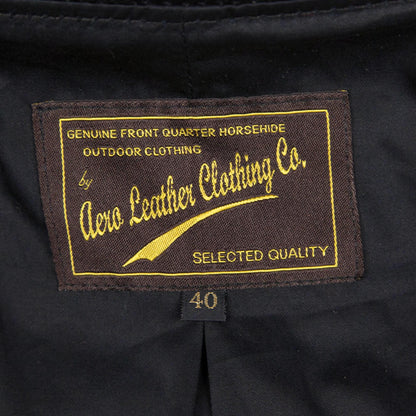 GENUINE FRONT QUARTER HORSEHIDE
OUTDOOR CLOTHING
by
Aero Leather Clothing Co.
SELECTED QUALITY
40